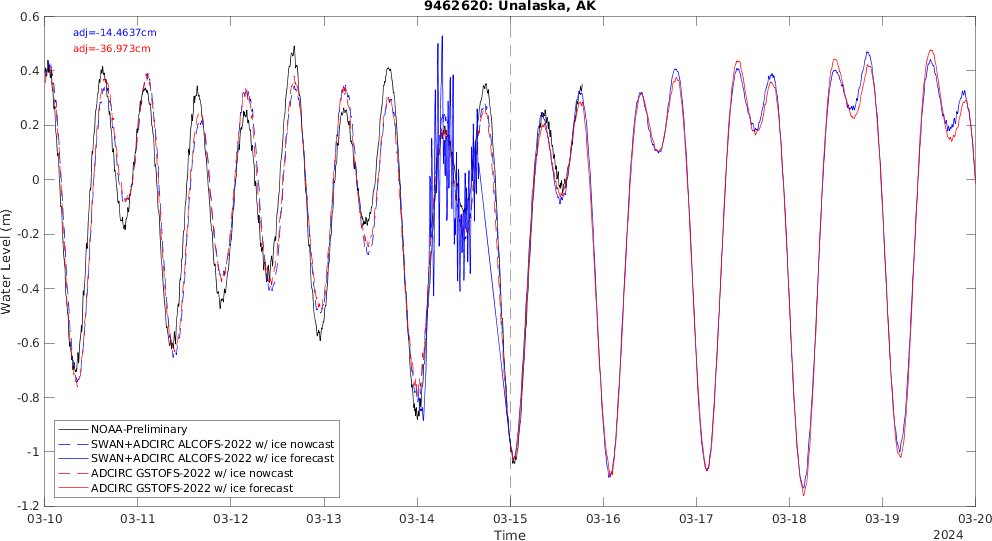 9462620: Unalaska, AK
adj=-14.4637cm
adj=-36.973cm
0.6
0.4
0.2
0
-0.2
-0.4
-0.6
-0.8
-1
-1.2
Water Level (m)
NOAA-Preliminary
SWAN+ADCIRC ALCOFS-2022 w/ ice nowcast
SWAN+ADCIRC ALCOFS-2022 w/ ice forecast
ADCIRC GSTOFS-2022 w/ ice nowcast
ADCIRC GSTOFS-2022 w/ ice forecast
03-10 03-11 03-12 03-13 03-14 03-15 03-16 03-17 03-18 03-19 03-20
Time
2024